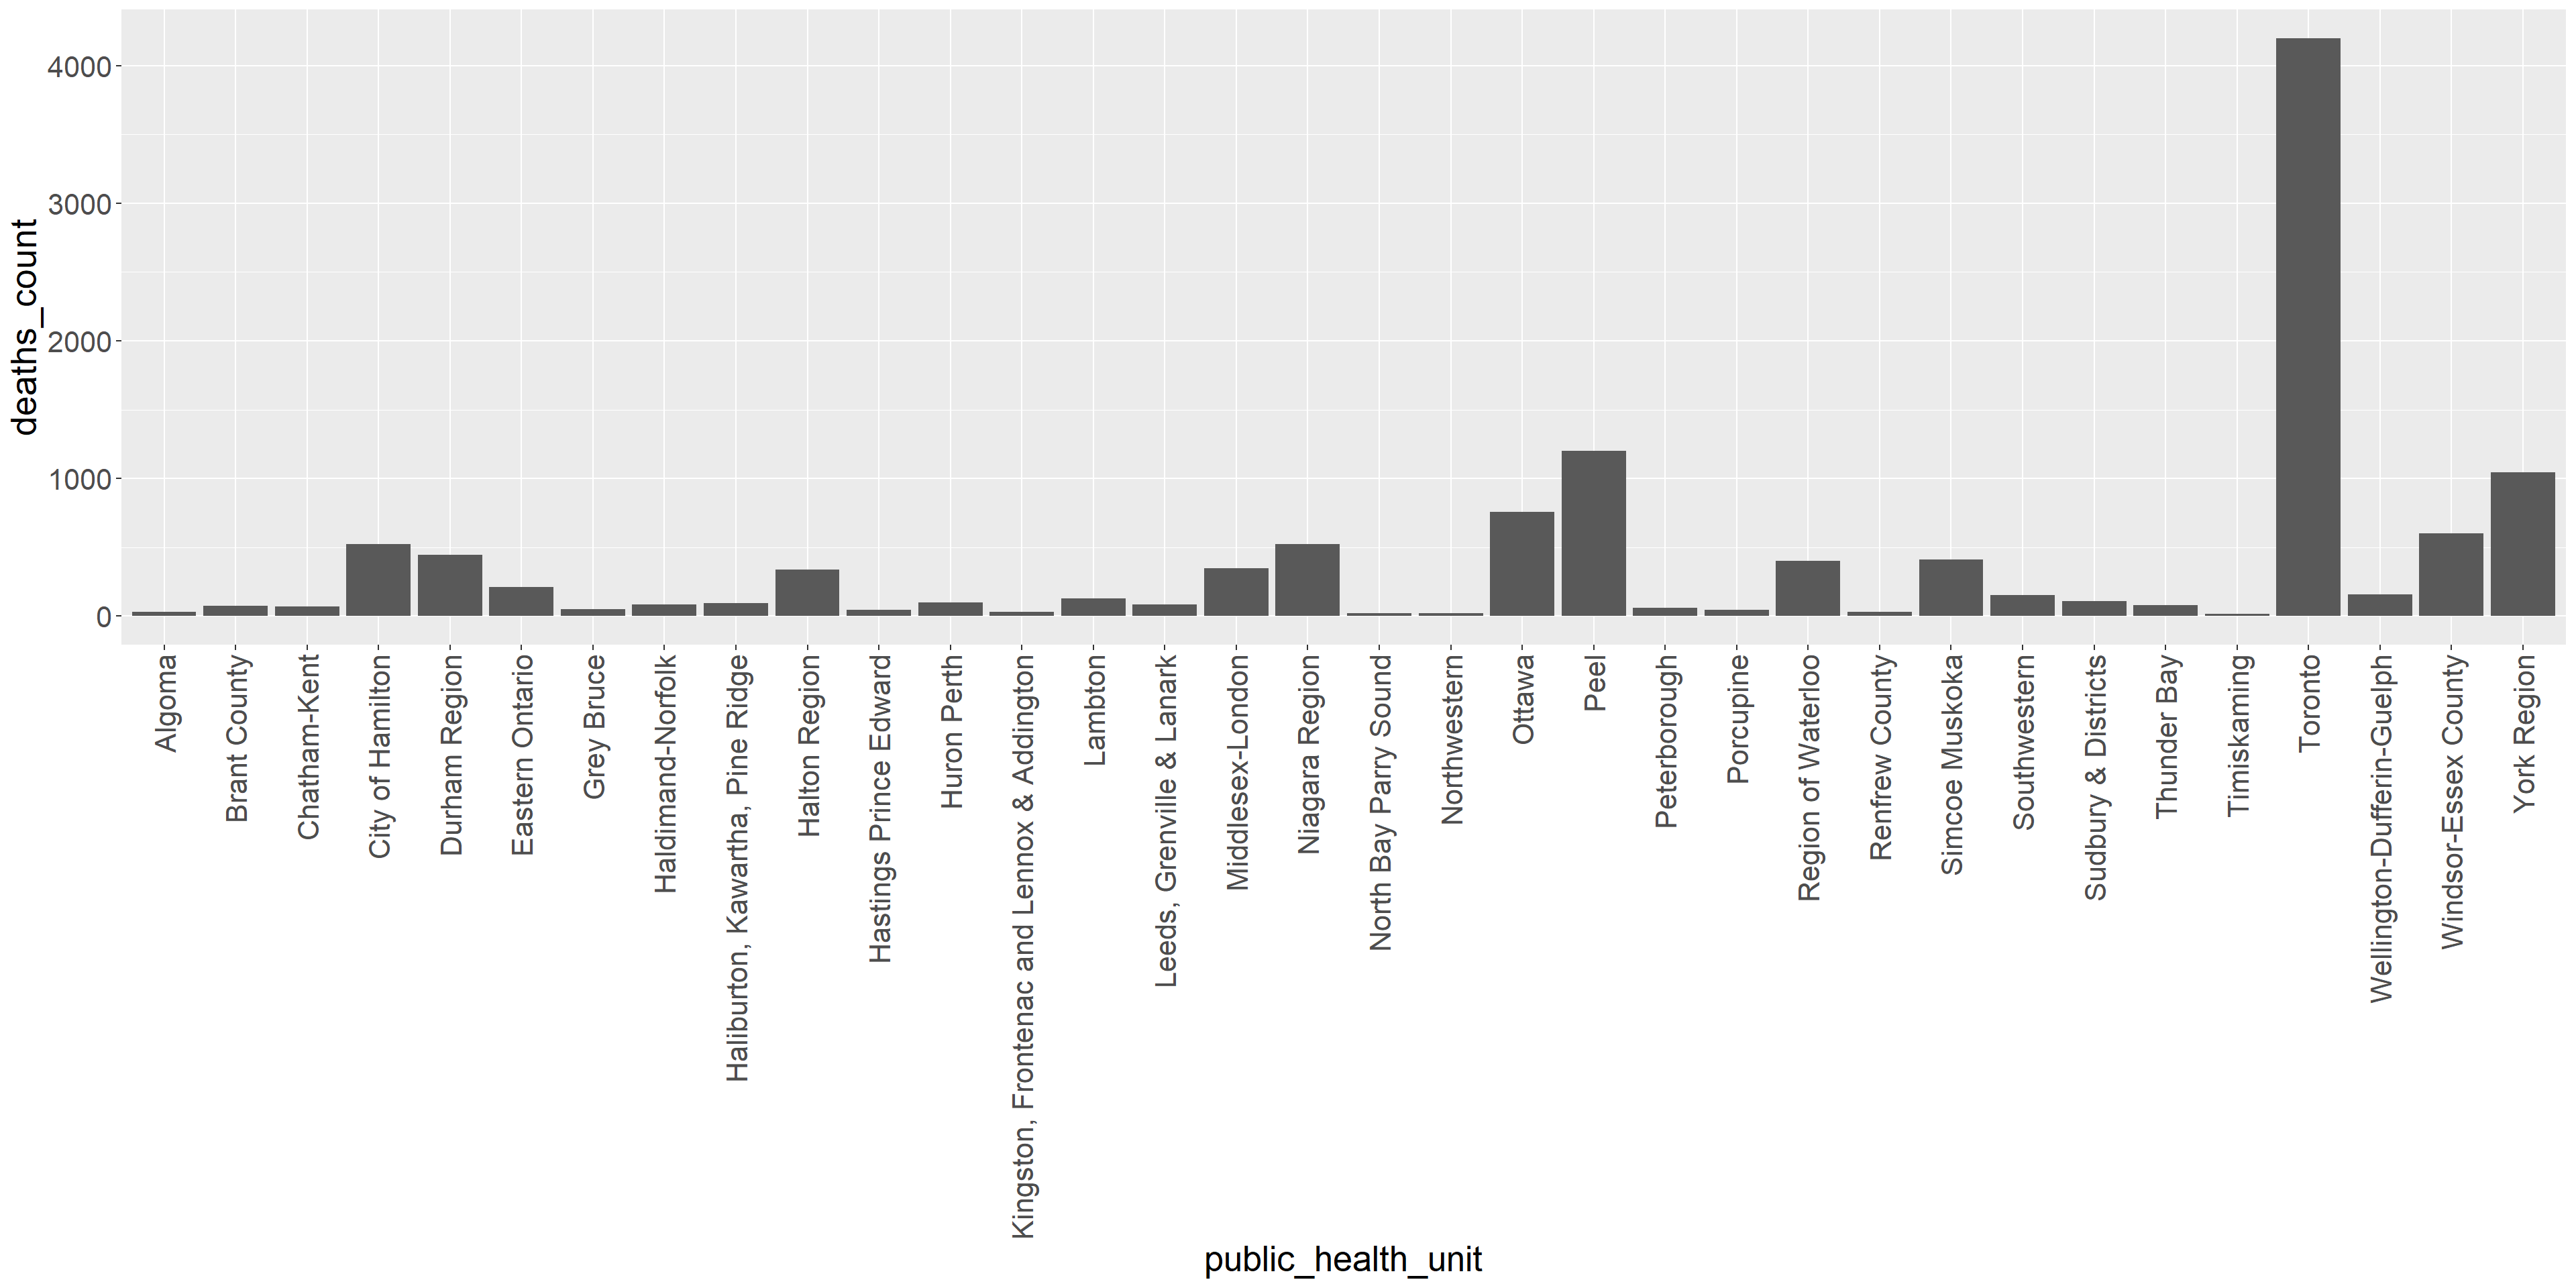 deaths_count
4000
3000
2000
1000
0
Algoma
Brant County
Chatham-Kent
City of Hamilton
Durham Region
Eastern Ontario
Grey Bruce
Haldimand-Norfolk
Haliburton, Kawartha, Pine Ridge
Halton Region
Hastings Prince Edward
Huron Perth
Kingston, Frontenac and Lennox & Addington
Lambton
Leeds, Grenville & Lanark
Middlesex-London
Niagara Region
North Bay Parry Sound
Northwestern
Ottawa
Peel
Peterborough
Porcupine
Region of Waterloo
Renfrew County
Simcoe Muskoka
Southwestern
Sudbury & Districts
Thunder Bay
Timiskaming
Toronto
Wellington-Dufferin-Guelph
Windsor-Essex County
York Region
public_health_unit